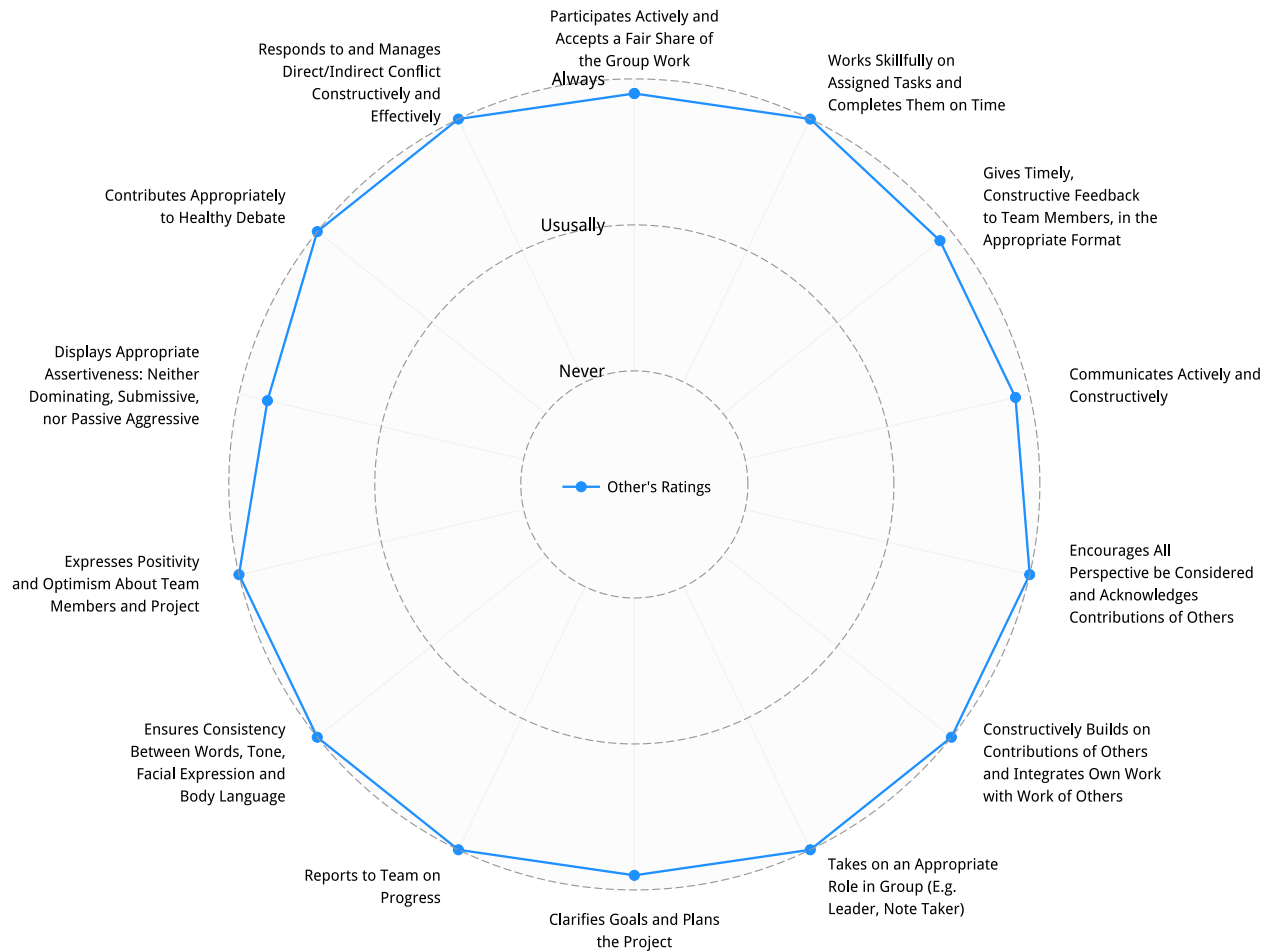 Participates Actively and
Accepts a Fair Share of
the Group Work
Works Skillfully on
Assigned Tasks and
Completes Them on Time
Gives Timely,
Constructive Feedback
to Team Members, in the
Appropriate Format
Communicates Actively and
Constructively
Encourages All
Perspective be Considered
and Acknowledges
Contributions of Others
Constructively Builds on
Contributions of Others
and Integrates Own Work
with Work of Others
Takes on an Appropriate
Role in Group (E.g.
Leader, Note Taker)
Clarifies Goals and Plans
the Project
Reports to Team on
Progress
Ensures Consistency
Between Words, Tone,
Facial Expression and
Body Language
Expresses Positivity
and Optimism About Team
Members and Project
Displays Appropriate
Assertiveness: Neither
Dominating, Submissive,
nor Passive Aggressive
Contributes Appropriately
to Healthy Debate
Responds to and Manages
Direct/Indirect Conflict
Constructively and
Effectively
Always
Ususally
Never
Other's Ratings